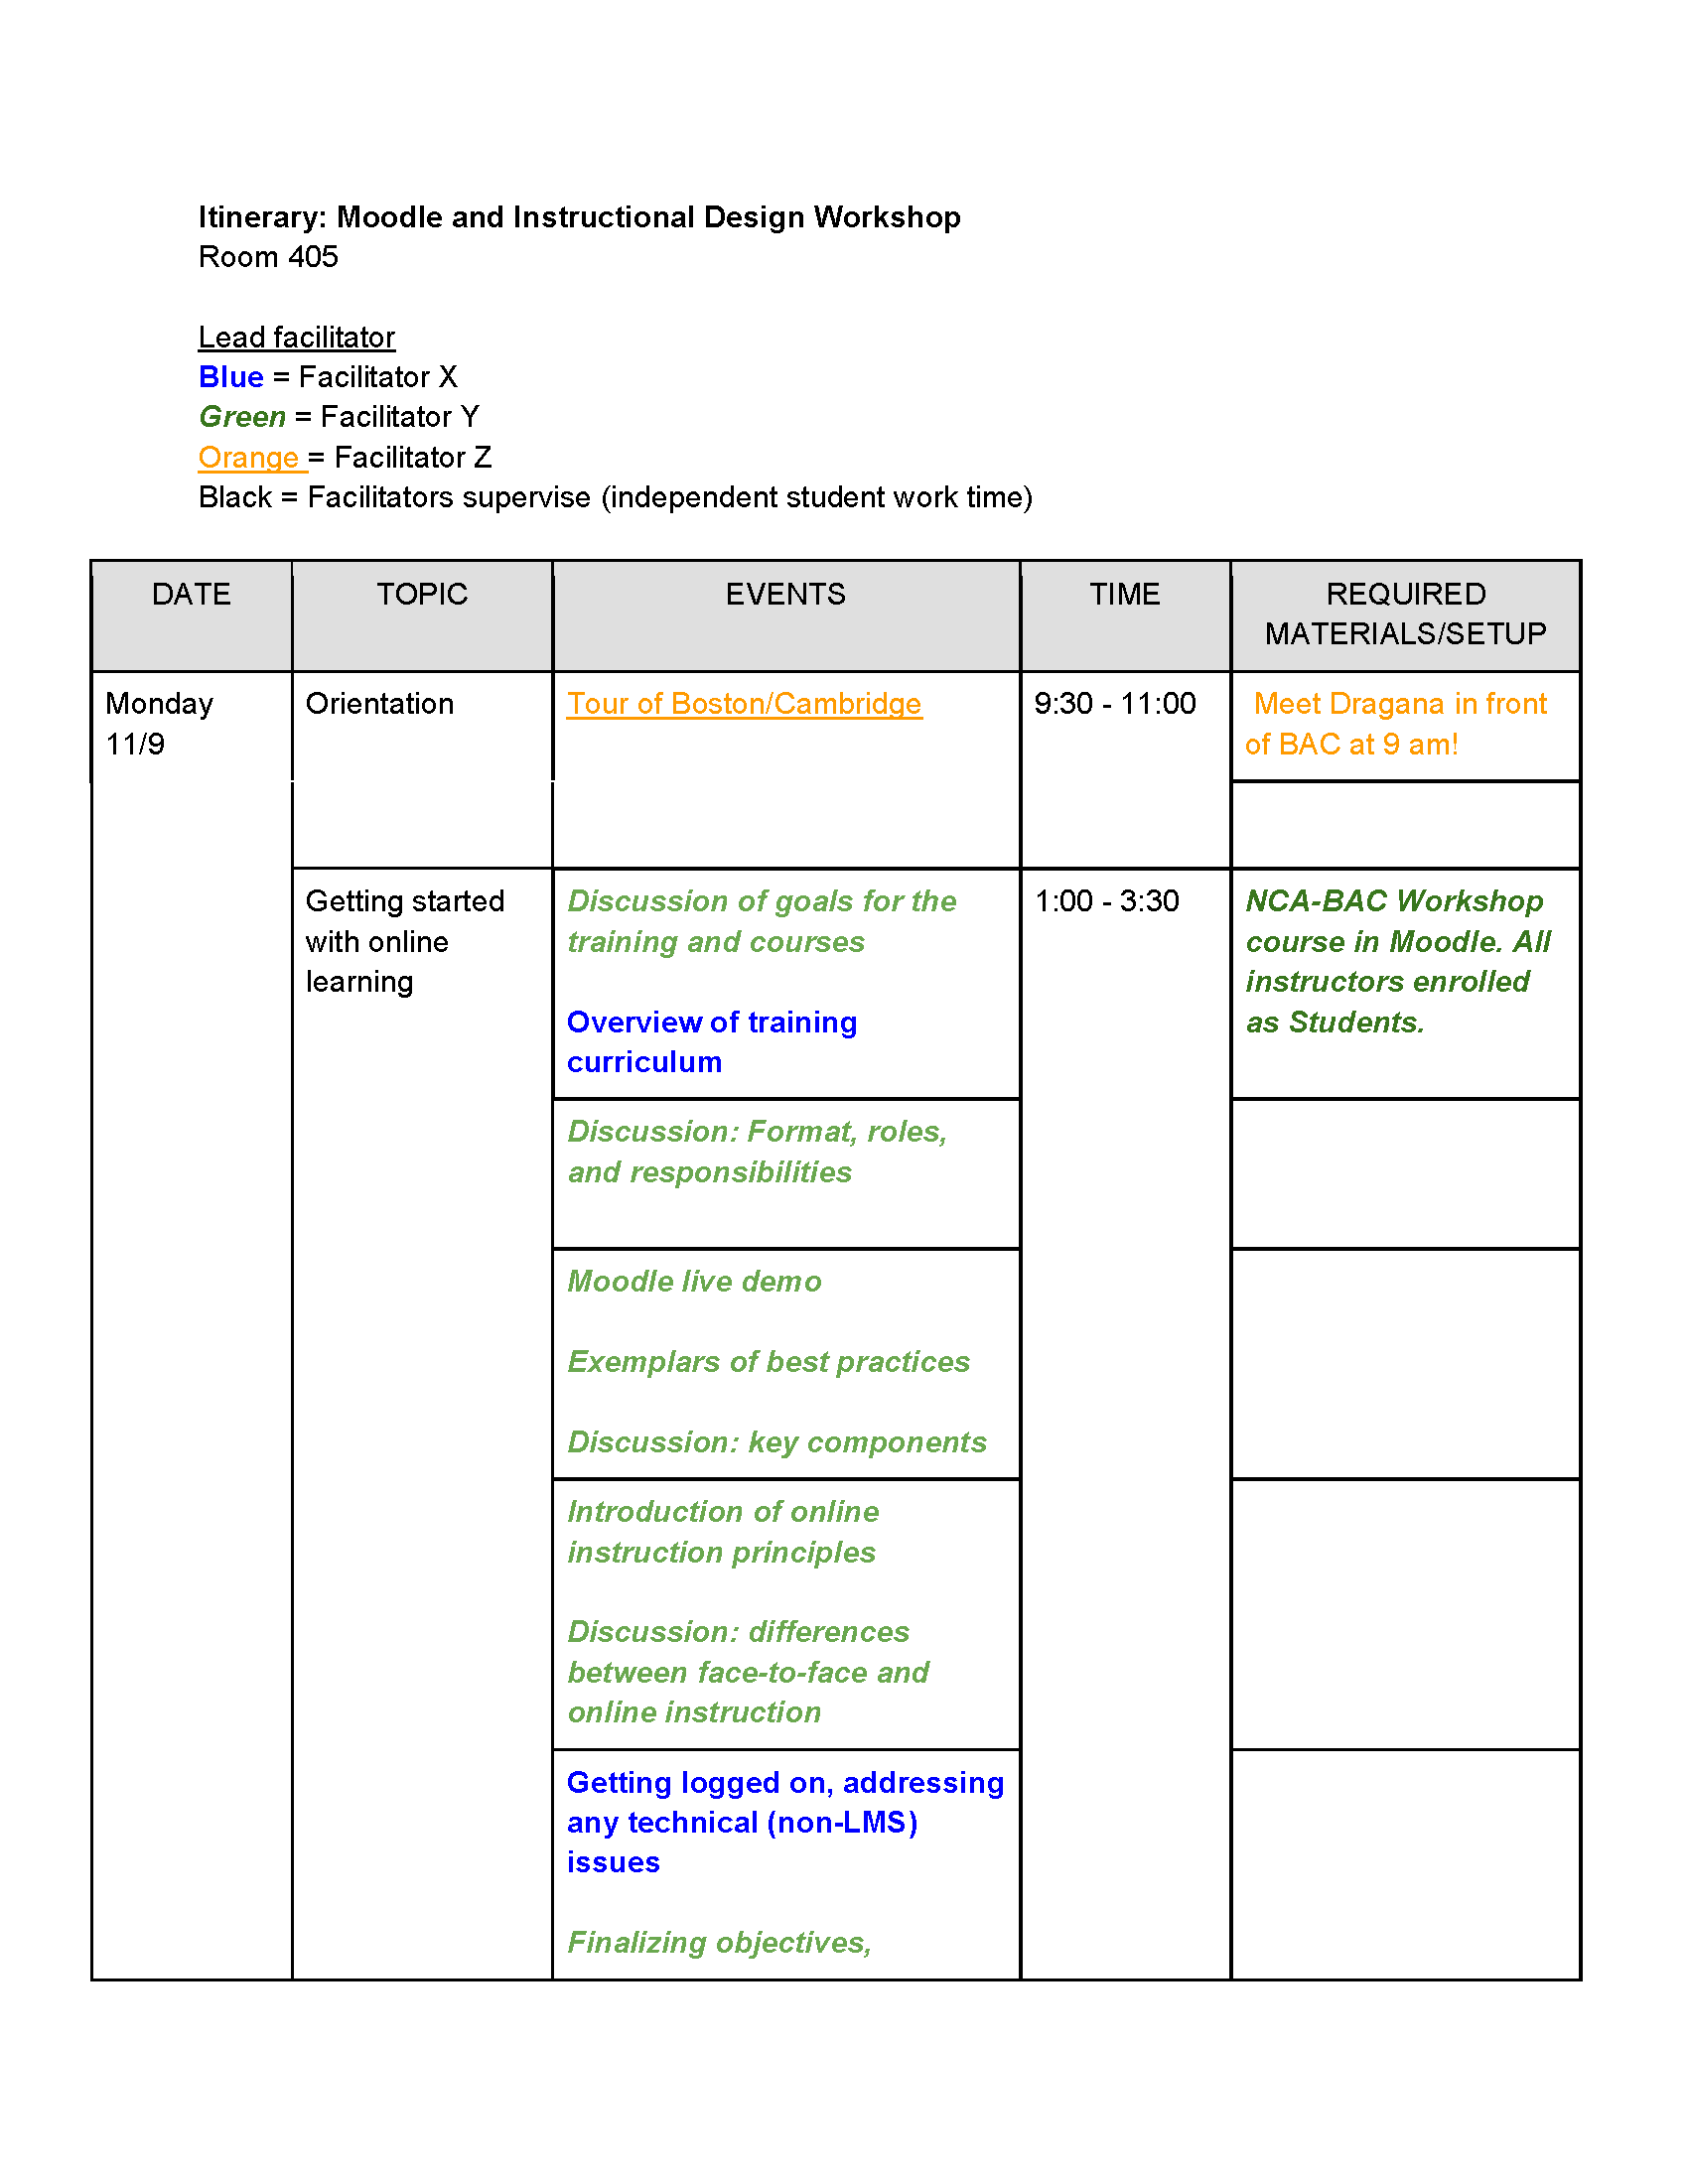 Itinerary: Moodle and Instructional Design Workshop
Room 405
Lead facilitator
Blue = Facilitator X
Green = Facilitator Y
Orange = Facilitator Z
Black = Facilitators supervise (independent student work time)
DATE
TOPIC
EVENTS
TIME
REQUIRED
MATERIALS/SETUP
Monday
11/9
Orientation
Tour of Boston/Cambridge
9:30 - 11:00
Meet Dragana in front
of BAC at 9 am!
Getting started
with online
learning
Discussion of goals for the
training and courses
Overview of training
curriculum
1:00 - 3:30
NCA-BAC Workshop
course in Moodle. All
instructors enrolled
as Students.
Discussion: Format, roles,
and responsibilities
Moodle live demo
Exemplars of best practices
Discussion: key components
Introduction of online
instruction principles
Discussion: differences
between face-to-face and
online instruction
Getting logged on, addressing
any technical (non-LMS)
issues
Finalizing objectives,